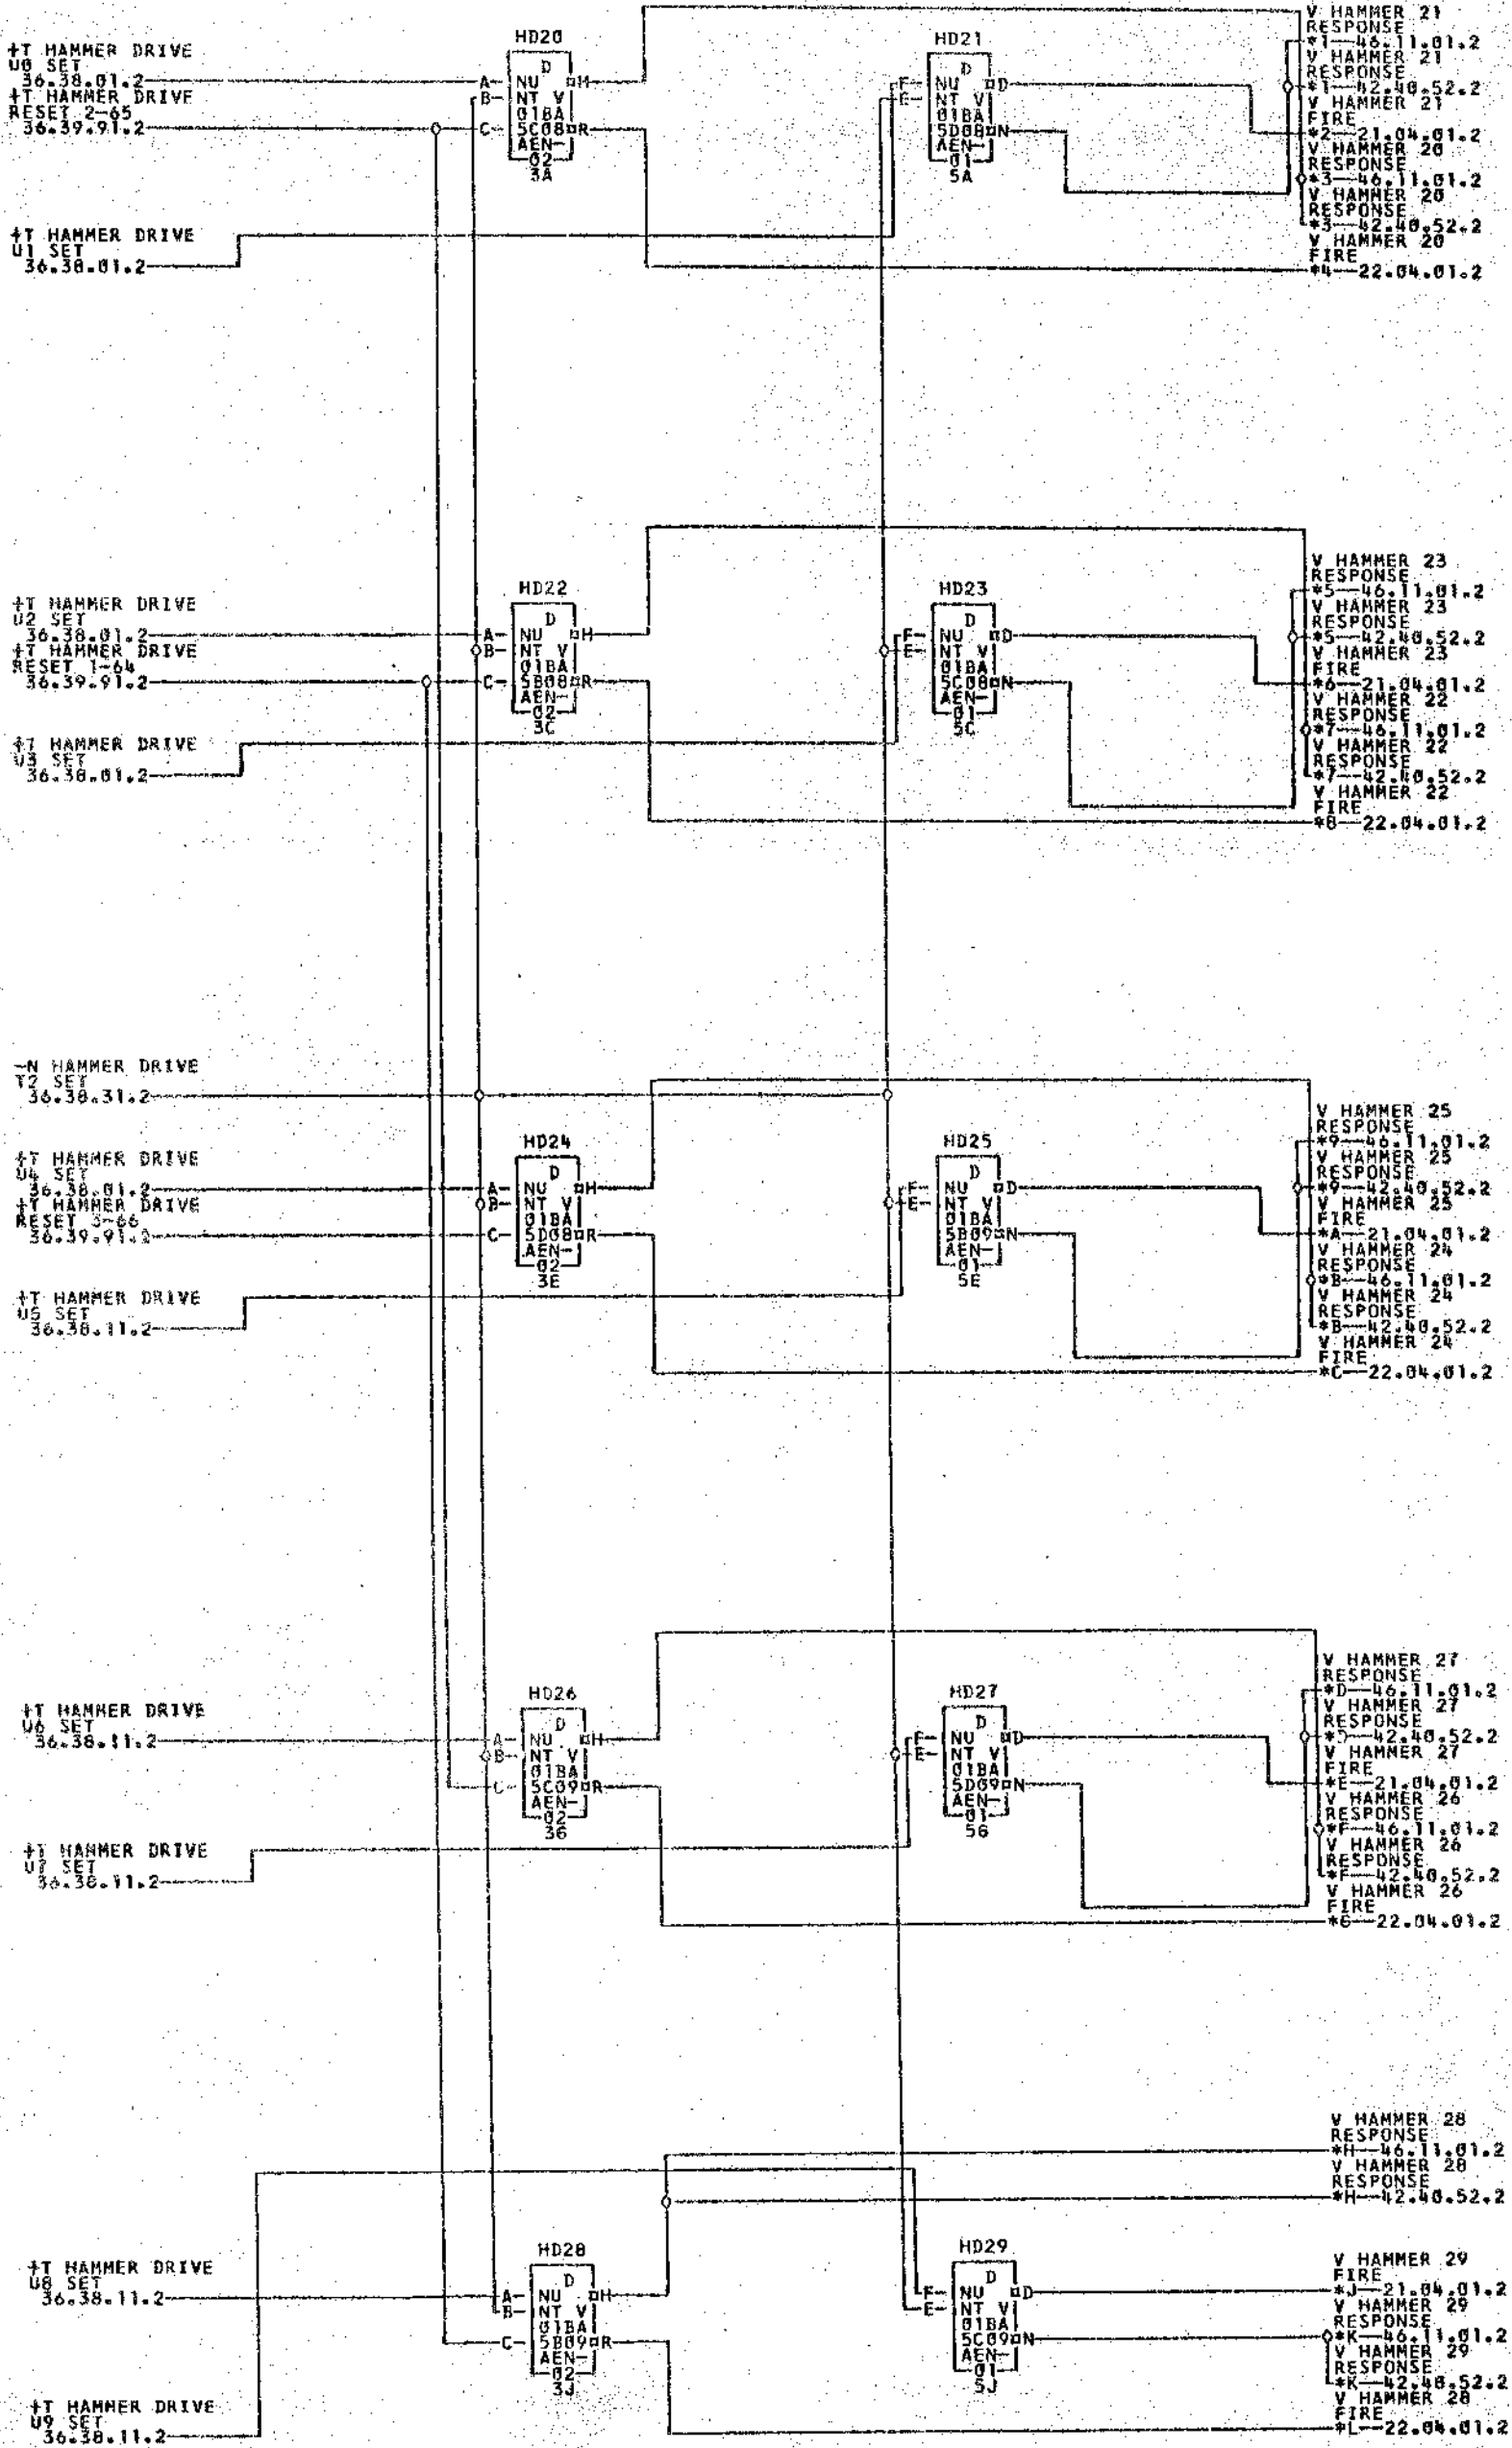 +T HAMMER DRIVE
U0 SET
36.38.01.2
+T HAMMER DRIVE
RESET 2-65
36.39.91.2
+T HAMMER DRIVE
U1 SET
36.38.01.2
HD20
D
A- NU H
B- NT V
01BA
C- 5C08 R
AEN-
02
3A
HD21
D
F- NU D
E- NT V
01BA
5D08 N
AEN-
01
5A
V HAMMER 21
RESPONSE
*1—46.11.01.2
V HAMMER 21
RESPONSE
*1—42.40.52.2
V HAMMER 21
FIRE
*2—21.04.01.2
V HAMMER 20
RESPONSE
*3—46.11.01.2
V HAMMER 20
RESPONSE
*3—42.40.52.2
V HAMMER 20
FIRE
*4—22.04.01.2
+T HAMMER DRIVE
U2 SET
36.38.01.2
+T HAMMER DRIVE
RESET 1-64
36.39.91.2
+T HAMMER DRIVE
U3 SET
36.38.01.2
HD22
D
A- NU H
B- NT V
01BA
C- 5B08 R
AEN-
02
3C
HD23
D
F- NU D
E- NT V
01BA
5C08 N
AEN-
01
5C
V HAMMER 23
RESPONSE
*5—46.11.01.2
V HAMMER 23
RESPONSE
*5—42.40.52.2
V HAMMER 23
FIRE
*6—21.04.01.2
V HAMMER 22
RESPONSE
*7—46.11.01.2
V HAMMER 22
RESPONSE
*7—42.40.52.2
V HAMMER 22
FIRE
*8—22.04.01.2
-N HAMMER DRIVE
T2 SET
36.38.31.2
+T HAMMER DRIVE
U4 SET
36.38.01.2
+T HAMMER DRIVE
RESET 3-66
36.39.91.2
+T HAMMER DRIVE
U5 SET
36.38.11.2
HD24
D
A- NU H
B- NT V
01BA
C- 5D08 R
AEN-
02
3E
HD25
D
F- NU D
E- NT V
01BA
5B09 N
AEN-
01
5E
V HAMMER 25
RESPONSE
*9—46.11.01.2
V HAMMER 25
RESPONSE
*9—42.40.52.2
V HAMMER 25
FIRE
*A—21.04.01.2
V HAMMER 24
RESPONSE
*B—46.11.01.2
V HAMMER 24
RESPONSE
*B—42.40.52.2
V HAMMER 24
FIRE
*C—22.04.01.2
+T HAMMER DRIVE
U6 SET
36.38.11.2
+T HAMMER DRIVE
U7 SET
36.38.11.2
HD26
D
A- NU H
B- NT V
01BA
C- 5C09 R
AEN-
02
3G
HD27
D
F- NU D
E- NT V
01BA
5D09 N
AEN-
01
5G
V HAMMER 27
RESPONSE
*D—46.11.01.2
V HAMMER 27
RESPONSE
*D—42.40.52.2
V HAMMER 27
FIRE
*E—21.04.01.2
V HAMMER 26
RESPONSE
*F—46.11.01.2
V HAMMER 26
RESPONSE
*F—42.40.52.2
V HAMMER 26
FIRE
*G—22.04.01.2
V HAMMER 28
RESPONSE
*H—46.11.01.2
V HAMMER 28
RESPONSE
*H—42.40.52.2
+T HAMMER DRIVE
U8 SET
36.38.11.2
+T HAMMER DRIVE
U9 SET
36.38.11.2
HD28
D
A- NU H
B- NT V
01BA
C- 5B09 R
AEN-
02
3J
HD29
D
F- NU D
E- NT V
01BA
5C09 N
AEN-
01
5J
V HAMMER 29
FIRE
*J—21.04.01.2
V HAMMER 29
RESPONSE
*K—46.11.01.2
V HAMMER 29
RESPONSE
*K—42.40.52.2
V HAMMER 28
FIRE
*L—22.04.01.2